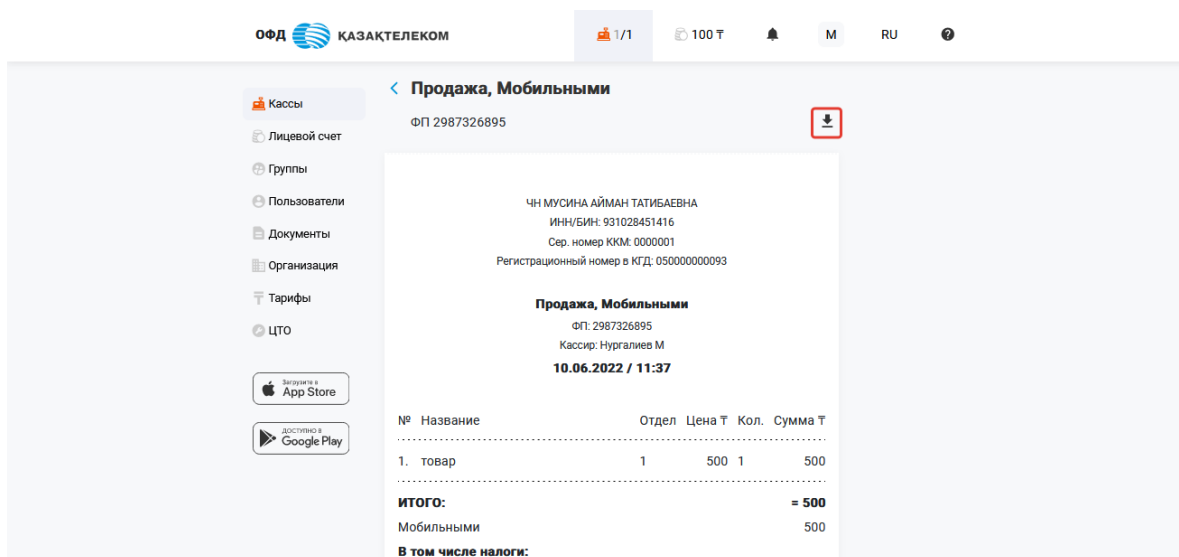 ОФД ҚАЗАҚТЕЛЕКОМ 1/1 100 ₸ M RU
Продажа, Мобильными
ФП 2987326895
Кассы
Лицевой счет
Группы
Пользователи
Документы
Организация
Тарифы
ЦТО
Загрузите в
App Store
ДОСТУПНО В
Google Play
ЧН МУСИНА АЙМАН ТАТИБАЕВНА
ИНН/БИН: 931028451416
Сер. номер ККМ: 0000001
Регистрационный номер в КГД: 050000000093
Продажа, Мобильными
ФП: 2987326895
Кассир: Нургалиев М
10.06.2022 / 11:37
№ Название Отдел Цена ₸ Кол. Сумма ₸
1. товар 1 500 1 500
ИТОГО: = 500
Мобильными 500
В том числе налоги: